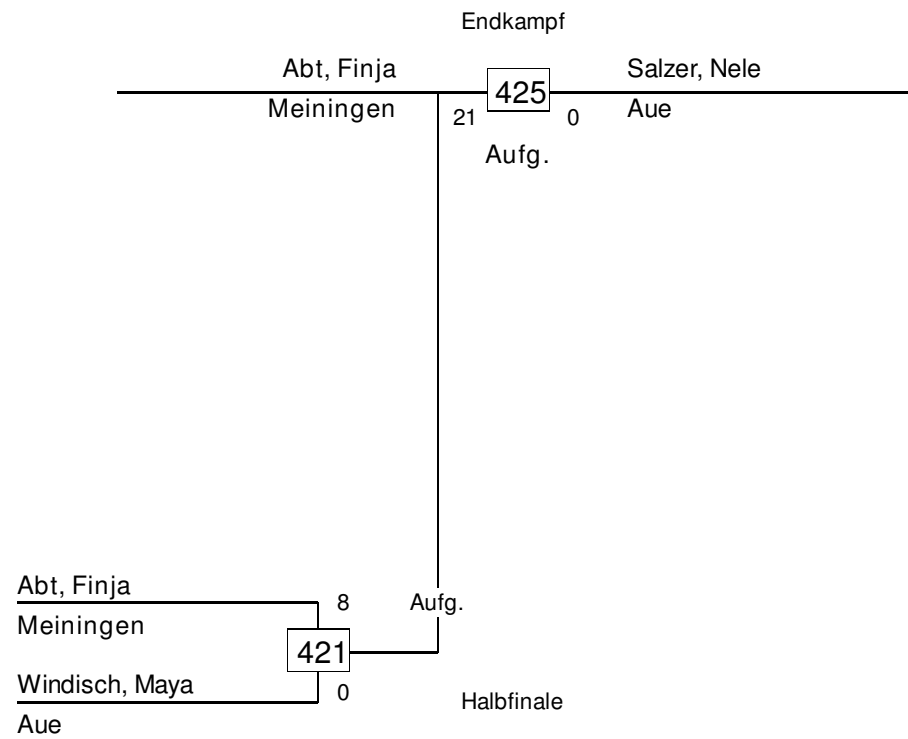 Endkampf
Abt, Finja
Meiningen
21
425
0
Aufg.
Salzer, Nele
Aue
Abt, Finja
Meiningen
8
Aufg.
421
Windisch, Maya
Aue
0
Halbfinale